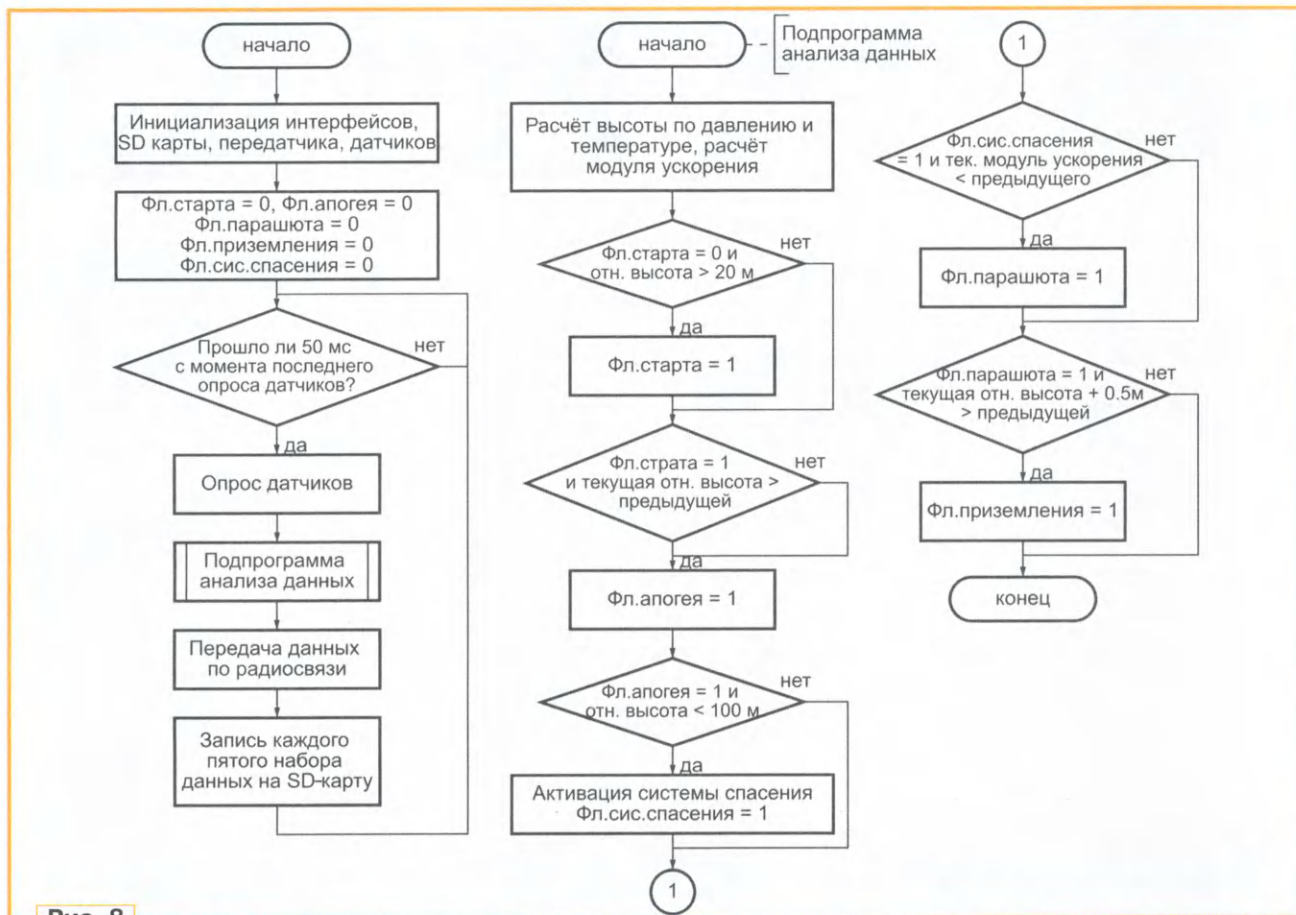 начало
Инициализация интерфейсов,
SD карты, передатчика, датчиков
Фл.старта = 0, Фл.апогея = 0
Фл.парашюта = 0
Фл.приземления = 0
Фл.сис.спасения = 0
Прошло ли 50 мс
с момента последнего
опроса датчиков?
нет
да
Опрос датчиков
Подпрограмма
анализа данных
Передача данных
по радиосвязи
Запись каждого
пятого набора
данных на SD-карту
начало
Подпрограмма
анализа данных
Расчёт высоты по давлению и
температуре, расчёт
модуля ускорения
Фл.старта = 0 и
отн. высота > 20 м
нет
да
Фл.старта = 1
Фл.страта = 1
и текущая отн. высота >
предыдущей
нет
да
Фл.апогея = 1
Фл.апогея = 1 и
отн. высота < 100 м
нет
да
Активация системы спасения
Фл.сис.спасения = 1
1
1
Фл.сис.спасения
= 1 и тек. модуль ускорения
< предыдущего
нет
да
Фл.парашюта = 1
Фл.парашюта = 1 и
текущая отн. высота + 0.5м
> предыдущей
нет
да
Фл.приземления = 1
конец
Рис. 8